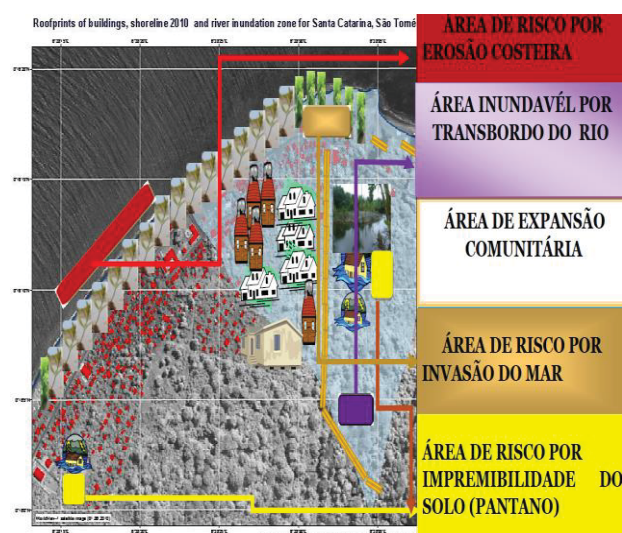 Roofprints of buildings, shoreline 2010 and river inundation zone for Santa Catarina, São Tomé
ÁREA DE RISCO POR
EROSÃO COSTEIRA
ÁREA INUNDAVÉL POR
TRANSBORDO DO RIO
ÁREA DE EXPANSÃO
COMUNITÁRIA
ÁREA DE RISCO POR
INVASÃO DO MAR
ÁREA DE RISCO POR
IMPREMIBILIDADE DO
SOLO (PANTANO)